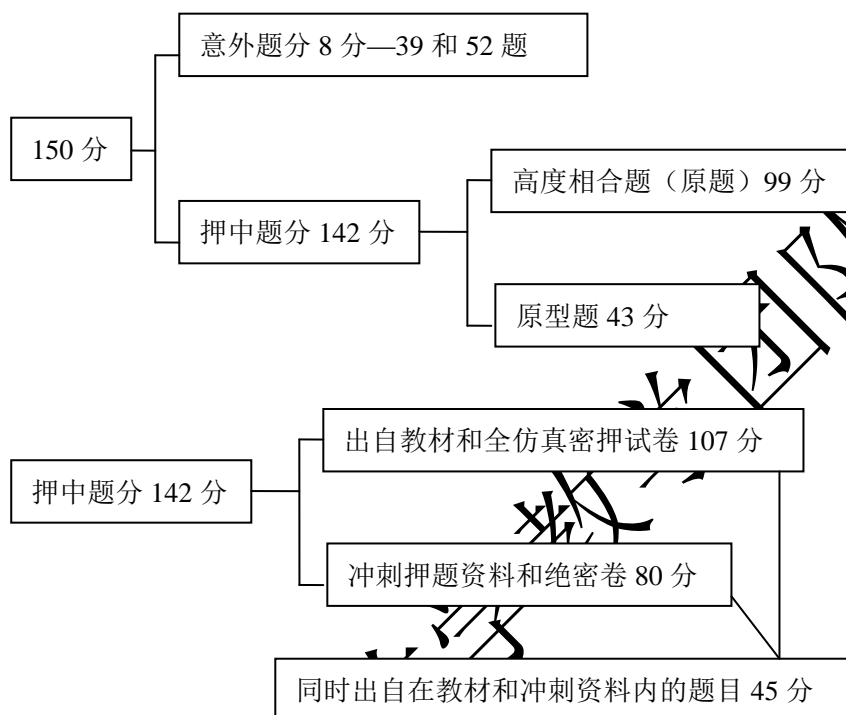 意外题分 8 分—39 和 52 题
150 分
高度相合题（原题）99 分
押中题分 142 分
原型题 43 分
出自教材和全仿真密押试卷 107 分
押中题分 142 分
冲刺押题资料和绝密卷 80 分
同时出自在教材和冲刺资料内的题目 45 分